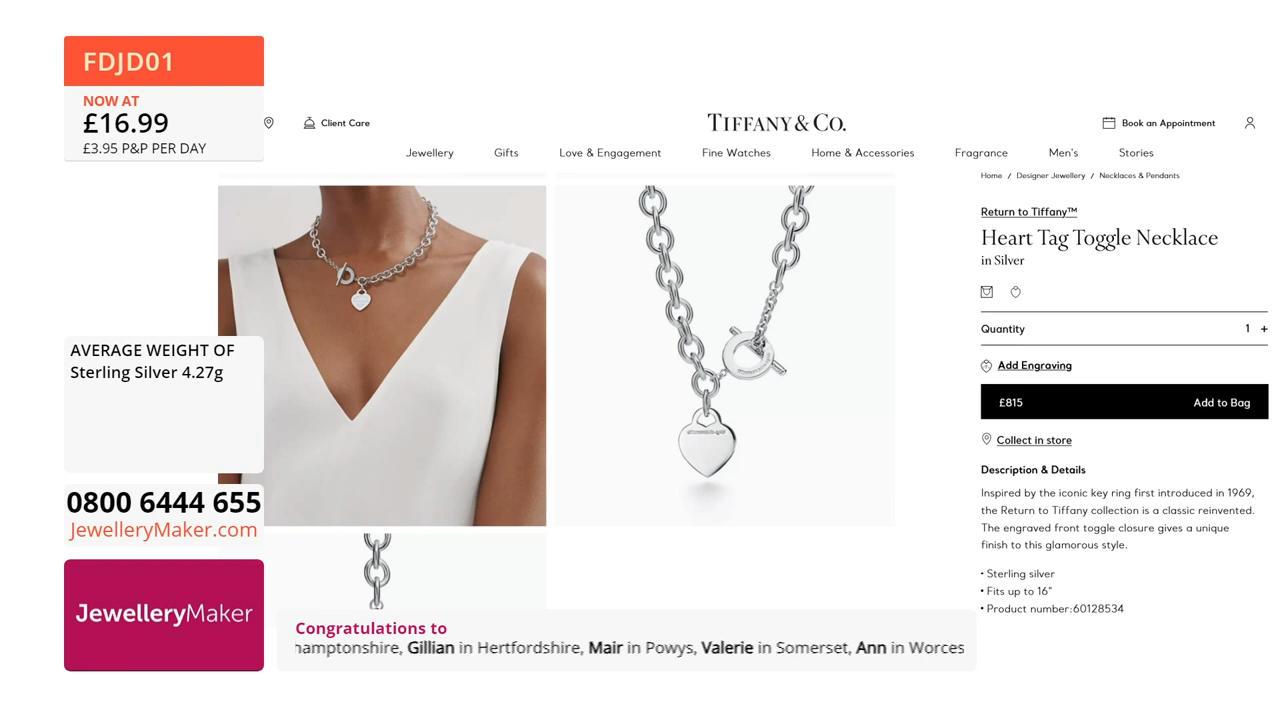 FDJD01
NOW AT
£16.99
£3.95 P&P PER DAY
Client Care
TIFFANY & CO.
Book an Appointment
Jewellery Gifts Love & Engagement Fine Watches Home & Accessories Fragrance Men's Stories
Home / Designer Jewellery / Necklaces & Pendants
Return to Tiffany™
Heart Tag Toggle Necklace
in Silver
Quantity 1 +
Add Engraving
£815 Add to Bag
Collect in store
Description & Details
Inspired by the iconic key ring first introduced in 1969,
the Return to Tiffany collection is a classic reinvented.
The engraved front toggle closure gives a unique
finish to this glamorous style.
• Sterling silver
• Fits up to 16"
• Product number:60128534
AVERAGE WEIGHT OF
Sterling Silver 4.27g
0800 6444 655
JewelleryMaker.com
JewelleryMaker
Congratulations to
hamptonshire, Gillian in Hertfordshire, Mair in Powys, Valerie in Somerset, Ann in Worces